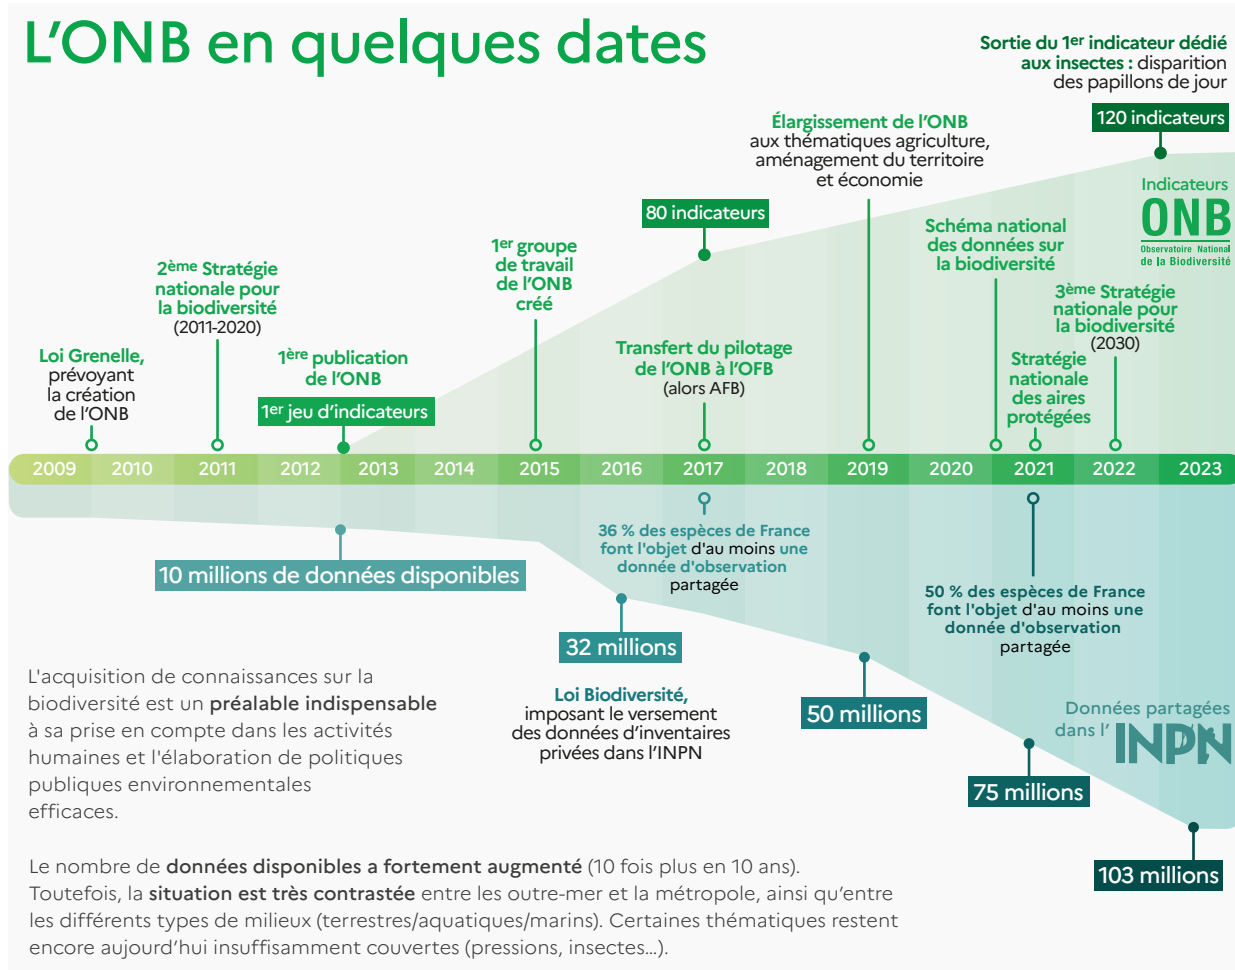 L'ONB en quelques dates
Sortie du 1er indicateur dédié
aux insectes : disparition
des papillons de jour
120 indicateurs
Élargissement de l'ONB
aux thématiques agriculture,
aménagement du territoire
et économie
Indicateurs
ONB
Observatoire National
de la Biodiversité
80 indicateurs
Schéma national
des données sur
la biodiversité
1er groupe
de travail
de l'ONB
créé
2ème Stratégie
nationale pour
la biodiversité
(2011-2020)
3ème Stratégie
nationale pour
la biodiversité
(2030)
Loi Grenelle,
prévoyant
la création
de l'ONB
1ère publication
de l'ONB
1er jeu d'indicateurs
Transfert du pilotage
de l'ONB à l'OFB
(alors AFB)
Stratégie
nationale
des aires
protégées
2009 2010 2011 2012 2013 2014 2015 2016 2017 2018 2019 2020 2021 2022 2023
10 millions de données disponibles
36 % des espèces de France
font l'objet d'au moins une
donnée d'observation
partagée
50 % des espèces de France
font l'objet d'au moins une
donnée d'observation
partagée
32 millions
Loi Biodiversité,
imposant le versement
des données d'inventaires
privées dans l'INPN
50 millions
Données partagées
dans l' INPN
75 millions
103 millions
L'acquisition de connaissances sur la
biodiversité est un préalable indispensable
à sa prise en compte dans les activités
humaines et l'élaboration de politiques
publiques environnementales
efficaces.
Le nombre de données disponibles a fortement augmenté (10 fois plus en 10 ans).
Toutefois, la situation est très contrastée entre les outre-mer et la métropole, ainsi qu'entre
les différents types de milieux (terrestres/aquatiques/marins). Certaines thématiques restent
encore aujourd'hui insuffisamment couvertes (pressions, insectes…).